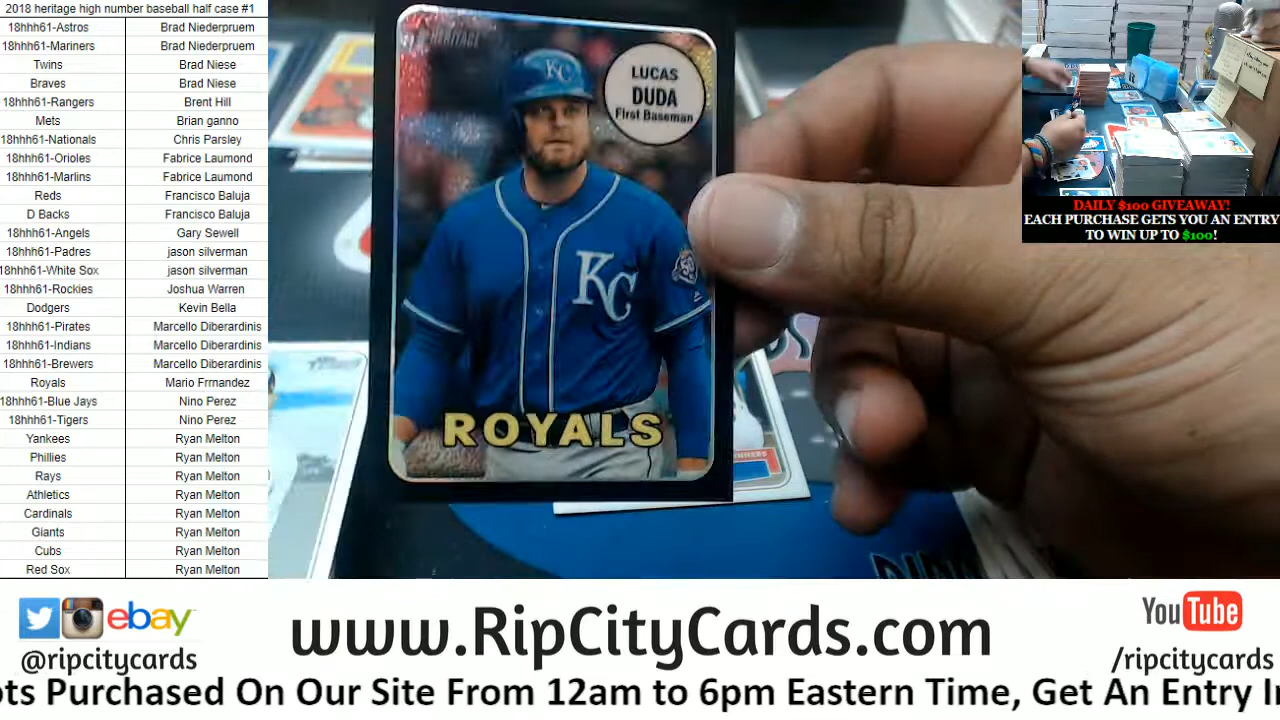 2018 heritage high number baseball half case #1
18hhh61-Astros Brad Niederpruem
18hhh61-Mariners Brad Niederpruem
Twins Brad Niese
Braves Brad Niese
18hhh61-Rangers Brent Hill
Mets Brian ganno
18hhh61-Nationals Chris Parsley
18hhh61-Orioles Fabrice Laumond
18hhh61-Marlins Fabrice Laumond
Reds Francisco Baluja
D Backs Francisco Baluja
18hhh61-Angels Gary Sewell
18hhh61-Padres jason silverman
18hhh61-White Sox jason silverman
18hhh61-Rockies Joshua Warren
Dodgers Kevin Bella
18hhh61-Pirates Marcello Diberardinis
18hhh61-Indians Marcello Diberardinis
18hhh61-Brewers Marcello Diberardinis
Royals Mario Frrnandez
18hhh61-Blue Jays Nino Perez
18hhh61-Tigers Nino Perez
Yankees Ryan Melton
Phillies Ryan Melton
Rays Ryan Melton
Athletics Ryan Melton
Cardinals Ryan Melton
Giants Ryan Melton
Cubs Ryan Melton
Red Sox Ryan Melton
HERITAGE
KC
LUCAS
DUDA
First Baseman
KC
ROYALS
DAILY $100 GIVEAWAY!
EACH PURCHASE GETS YOU AN ENTRY
TO WIN UP TO $100!
ebay
@ripcitycards
www.RipCityCards.com
YouTube
/ripcitycards
ots Purchased On Our Site From 12am to 6pm Eastern Time, Get An Entry In